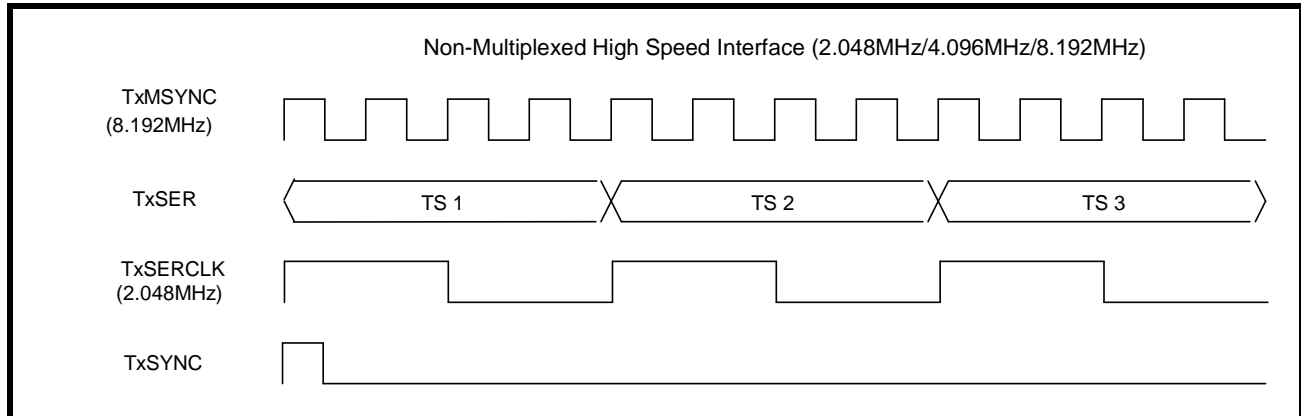 Non-Multiplexed High Speed Interface (2.048MHz/4.096MHz/8.192MHz)
TxMSYNC
(8.192MHz)
TxSER
TS 1
TS 2
TS 3
TxSERCLK
(2.048MHz)
TxSYNC